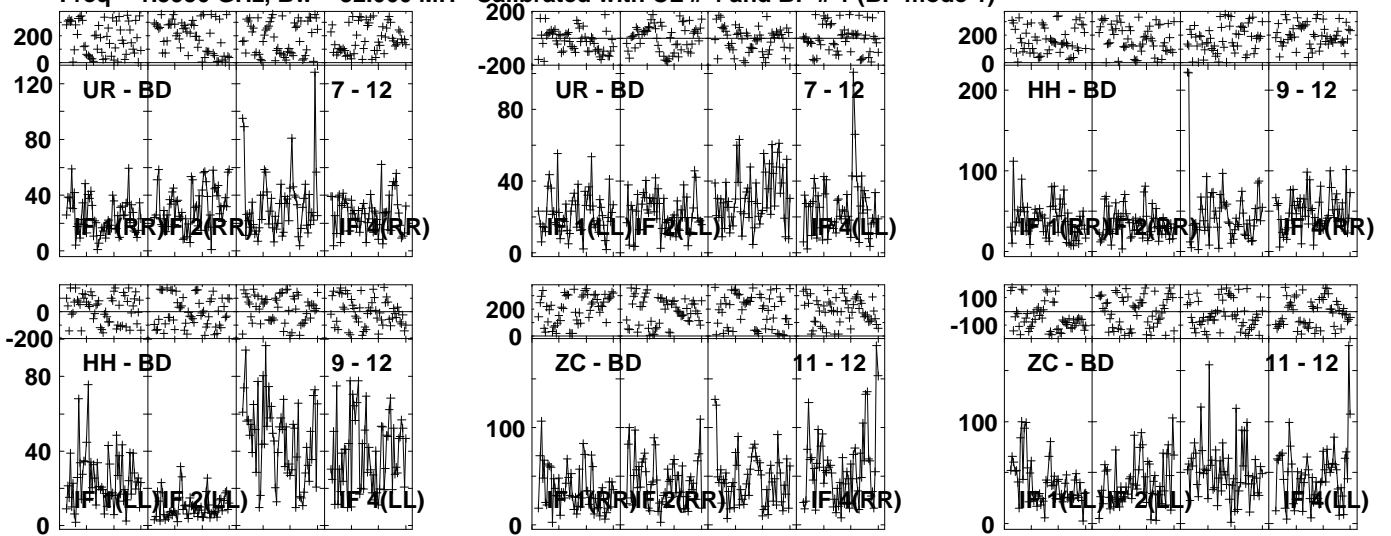 200
0
120
80
40
0
UR - BD 7 - 12
IF 1(RR) IF 2(RR) IF 4(RR)
200
-200
80
40
0
UR - BD 7 - 12
IF 1(LL) IF 2(LL) IF 4(LL)
200
0
200
100
0
HH - BD 9 - 12
IF 1(RR) IF 2(RR) IF 4(RR)
0
-200
80
40
0
HH - BD 9 - 12
IF 1(LL) IF 2(LL) IF 4(LL)
200
0
100
0
ZC - BD 11 - 12
IF 1(RR) IF 2(RR) IF 4(RR)
100
-100
100
0
ZC - BD 11 - 12
IF 1(LL) IF 2(LL) IF 4(LL)